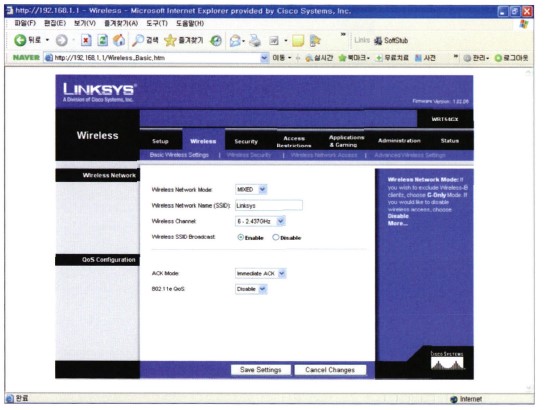 http://192.168.1.1 - Wireless - Microsoft Internet Explorer provided by Cisco Systems, Inc.
파일(F) 편집(E) 보기(V) 즐겨찾기(A) 도구(T) 도움말(H)
뒤로 검색 즐겨찾기 Links SoftStub
NAVER http://192.168.1.1/Wireless_Basic.htm 이동 실시간 북마크 무료치료 사전 관리 로그아웃
LINKSYS®
A Division of Cisco Systems, Inc.
Firmware Version : 1.02.08
WRT54GX
Wireless
Setup Wireless Security Access Restrictions Applications & Gaming Administration Status
Basic Wireless Settings | Wireless Security | Wireless Network Access | Advanced Wireless Settings
Wireless Network
Wireless Network Mode: MIXED
Wireless Network Name (SSID): Linksys
Wireless Channel: 6 - 2.437GHz
Wireless SSID Broadcast: Enable Disable
Wireless Network Mode: If
you wish to exclude Wireless-B
clients, choose G-Only Mode. If
you would like to
disable
wireless access, choose
Disable
More...
QoS Configuration
ACK Mode: Immediate ACK
802.11e QoS: Disable
Save Settings Cancel Changes
CISCO SYSTEMS
완료 Internet